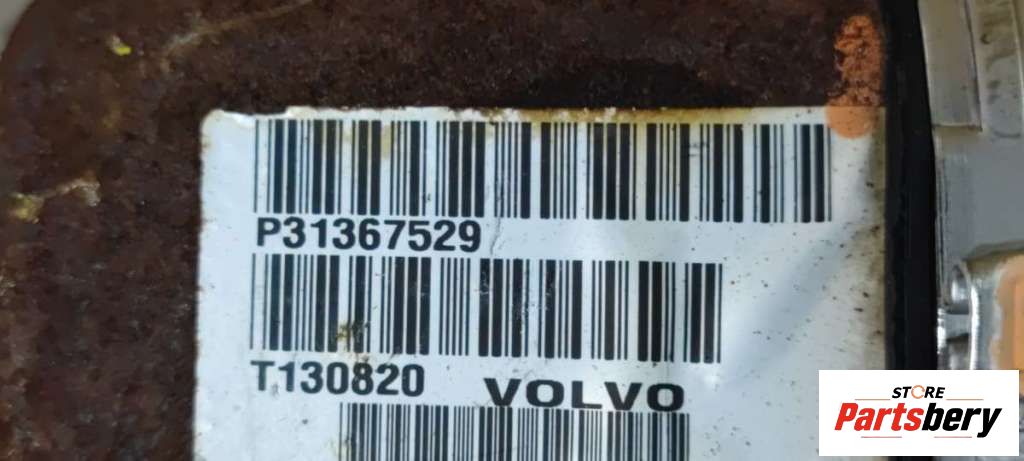 P31367529
T130820 VOLVO
STORE
Partsbery